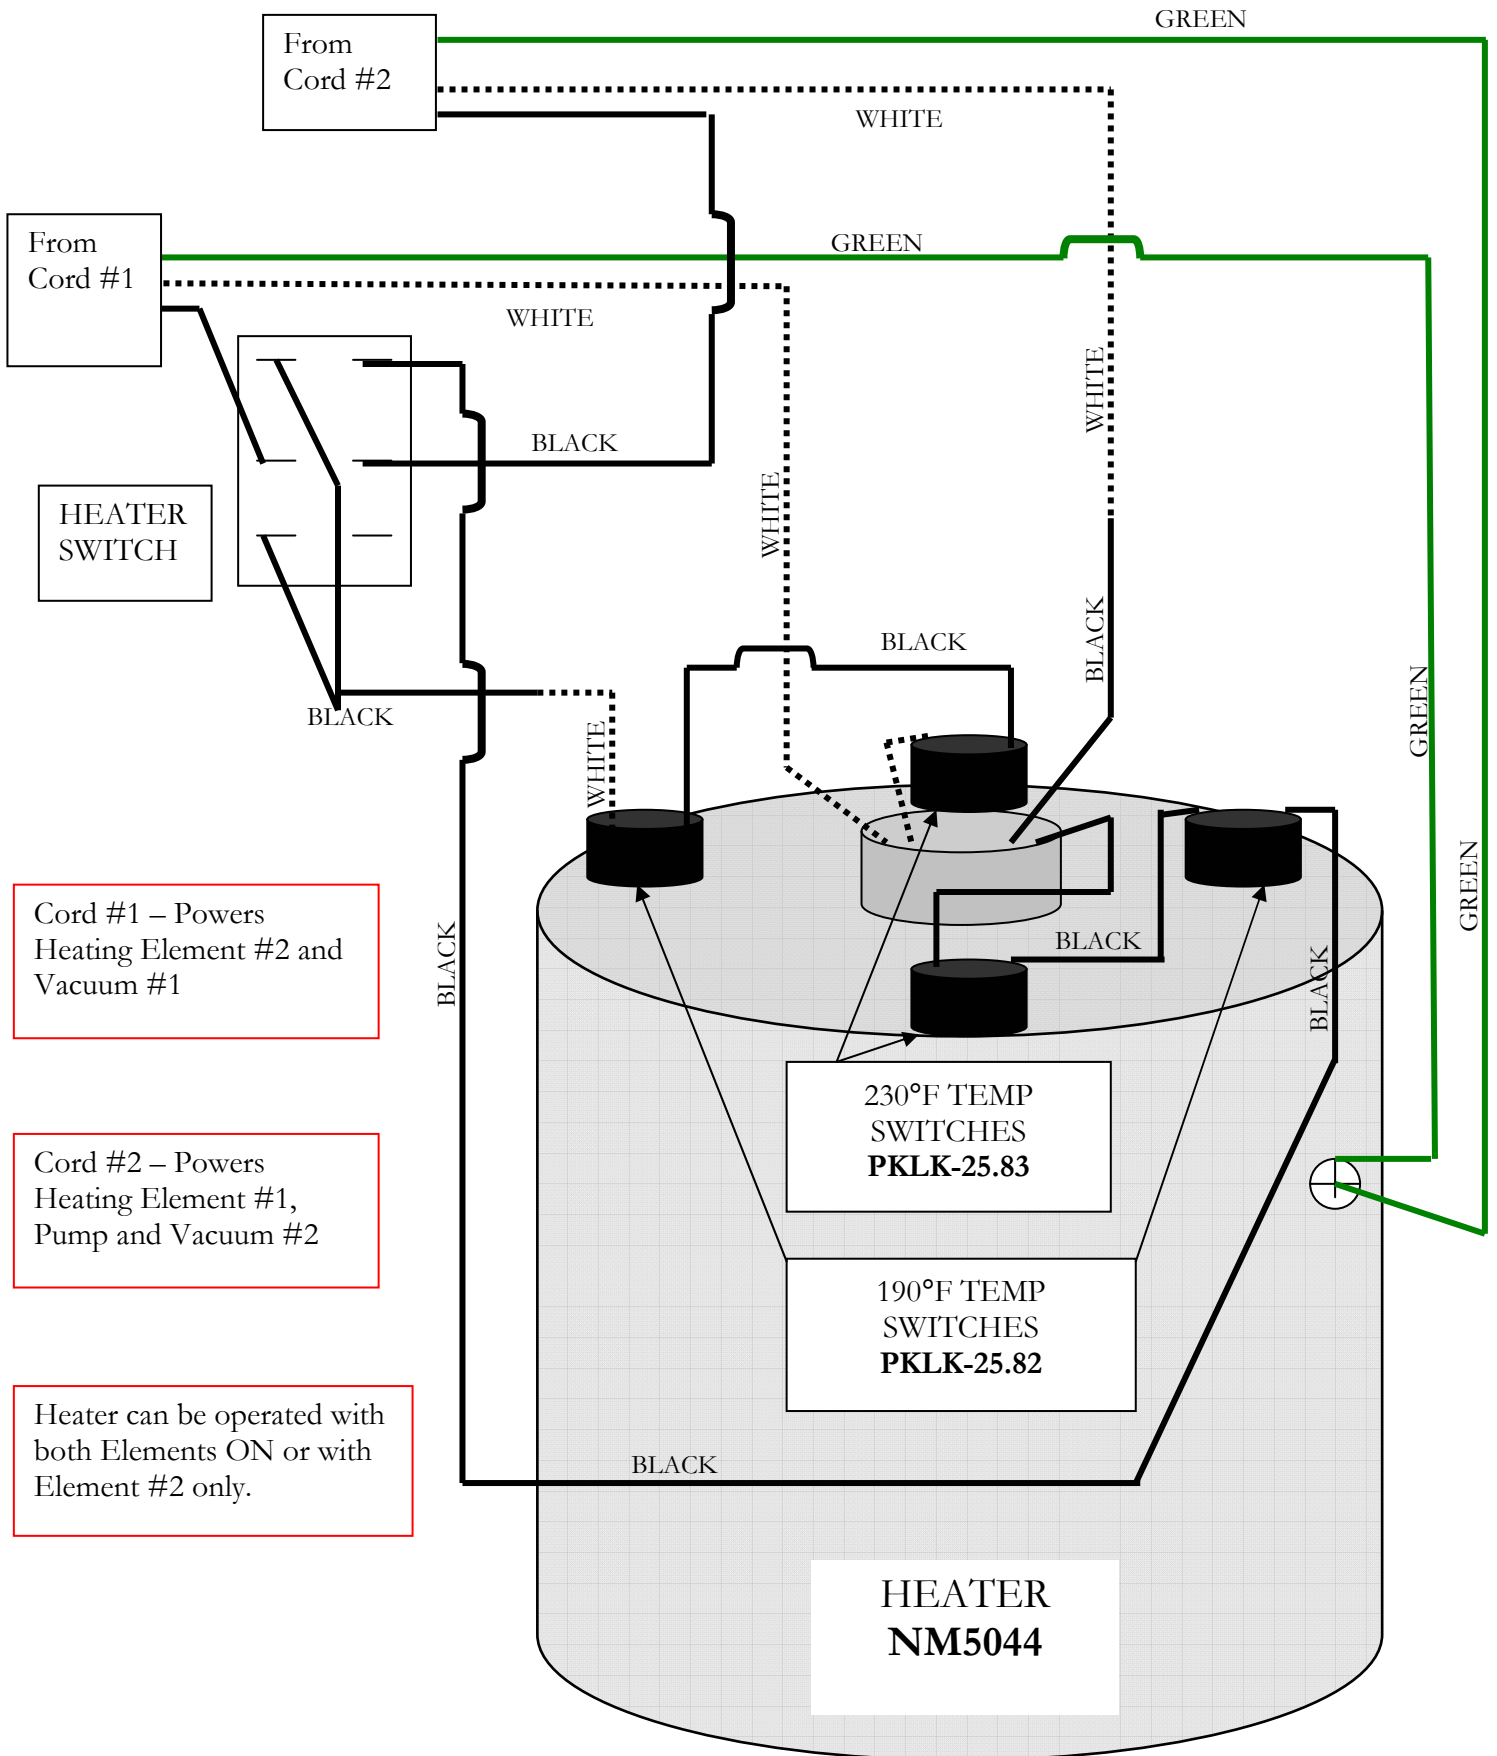 GREEN
From
Cord #2
WHITE
From
Cord #1
GREEN
WHITE
WHITE
BLACK
WHITE
HEATER
SWITCH
BLACK
BLACK
BLACK
WHITE
GREEN
GREEN
BLACK
BLACK
BLACK
Cord #1 – Powers
Heating Element #2 and
Vacuum #1
230°F TEMP
SWITCHES
PKLK-25.83
Cord #2 – Powers
Heating Element #1,
Pump and Vacuum #2
190°F TEMP
SWITCHES
PKLK-25.82
Heater can be operated with
both Elements ON or with
Element #2 only.
BLACK
HEATER
NM5044